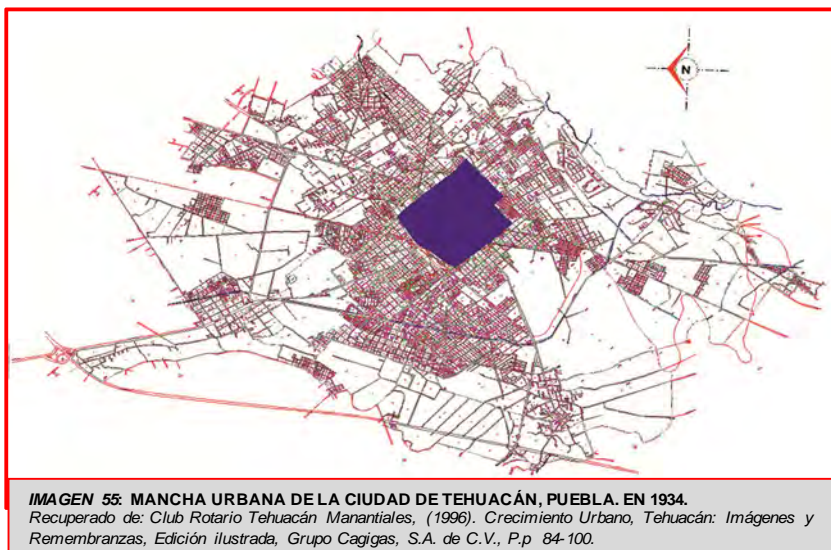 N
IMAGEN 55: MANCHA URBANA DE LA CIUDAD DE TEHUACÁN, PUEBLA. EN 1934.
Recuperado de: Club Rotario Tehuacán Manantiales, (1996). Crecimiento Urbano, Tehuacán: Imágenes y
Remembranzas, Edición ilustrada, Grupo Cagigas, S.A. de C.V., P.p 84-100.